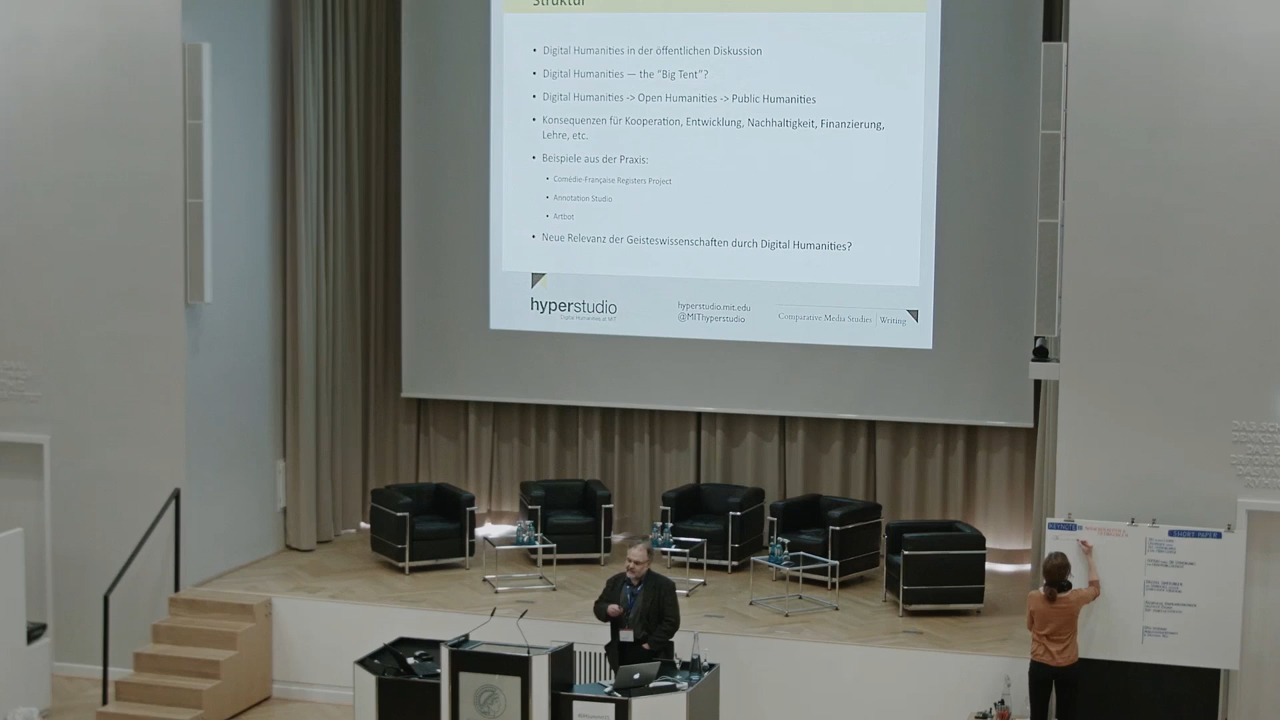 Struktur
• Digital Humanities in der öffentlichen Diskussion
• Digital Humanities — the "Big Tent"?
• Digital Humanities -> Open Humanities -> Public Humanities
• Konsequenzen für Kooperation, Entwicklung, Nachhaltigkeit, Finanzierung,
Lehre, etc.
• Beispiele aus der Praxis:
• Comédie-Française Registers Project
• Annotation Studio
• Artbot
• Neue Relevanz der Geisteswissenschaften durch Digital Humanities?
hyperstudio
Digital Humanities at MIT
hyperstudio.mit.edu
@MIThyperstudio
Comparative Media Studies | Writing
KEYNOTE
SHORT PAPER